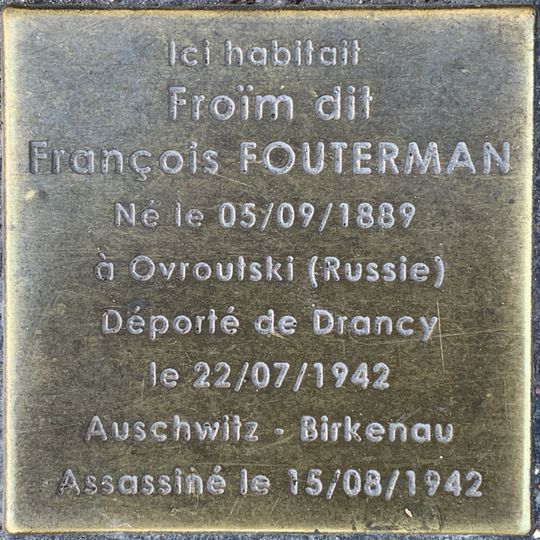 Ici habitait
Froïm dit
François FOUTERMAN
Né le 05/09/1889
à Ovroutski (Russie)
Déporté de Drancy
le 22/07/1942
Auschwitz - Birkenau
Assassiné le 15/08/1942